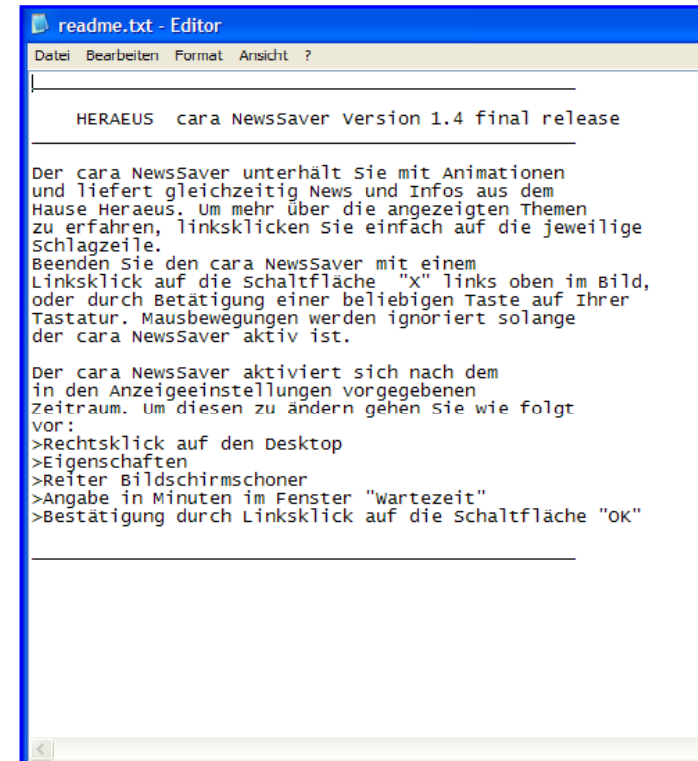 readme.txt - Editor
Datei Bearbeiten Format Ansicht ?
HERAEUS cara NewsSaver Version 1.4 final release
Der cara NewsSaver unterhält Sie mit Animationen
und liefert gleichzeitig News und Infos aus dem
Hause Heraeus. Um mehr über die angezeigten Themen
zu erfahren, linksklicken Sie einfach auf die jeweilige
Schlagzeile.
Beenden Sie den cara NewsSaver mit einem
Linksklick auf die Schaltfläche "X" links oben im Bild,
oder durch Betätigung einer beliebigen Taste auf Ihrer
Tastatur. Mausbewegungen werden ignoriert solange
der cara NewsSaver aktiv ist.
Der cara NewsSaver aktiviert sich nach dem
in den Anzeigeeinstellungen vorgegebenen
Zeitraum. Um diesen zu ändern gehen Sie wie folgt
vor:
>Rechtsklick auf den Desktop
>Eigenschaften
>Reiter Bildschirmschoner
>Angabe in Minuten im Fenster "Wartezeit"
>Bestätigung durch Linksklick auf die Schaltfläche "OK"